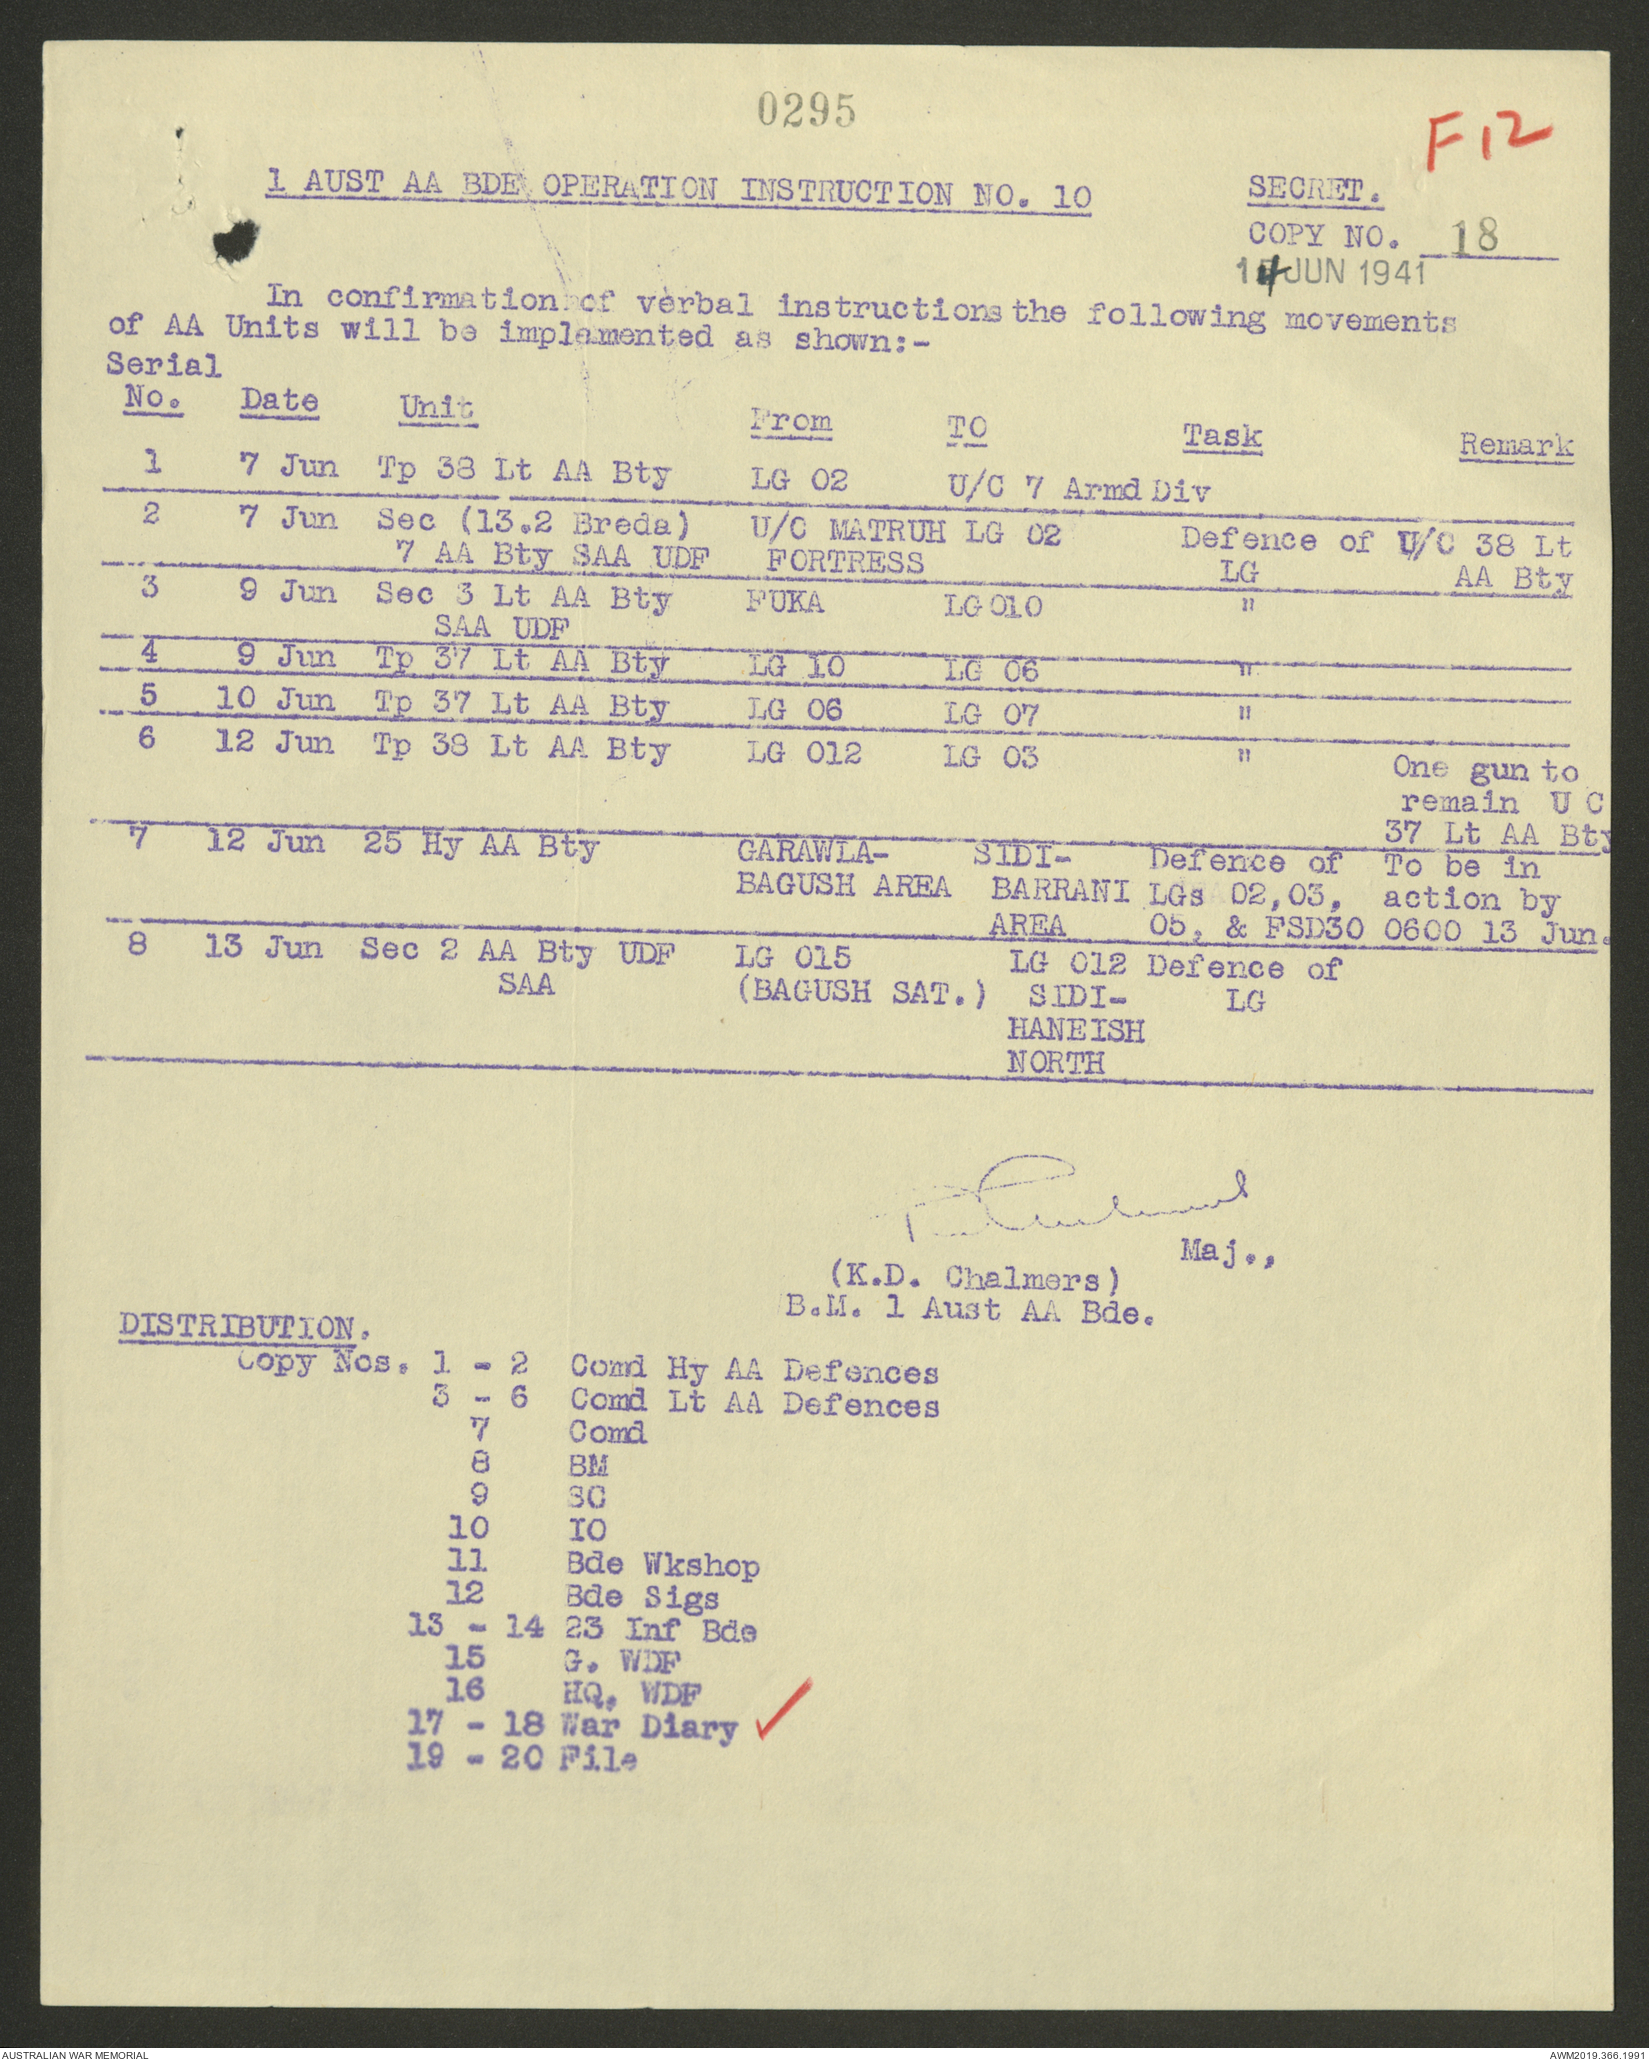 0295
F12
1 AUST AA BDE OPERATION INSTRUCTION NO. 10
SECRET.
COPY NO. 18
14 JUN 1941
In confirmation of verbal instructions the following movements
of AA Units will be implemented as shown:-
Serial
No. Date Unit From TO Task Remark
1 7 Jun Tp 38 Lt AA Bty LG 02 U/C 7 Armd Div
2 7 Jun Sec (13.2 Breda) U/C MATRUH LG 02 Defence of U/C 38 Lt
7 AA Bty SAA UDF FORTRESS LG AA Bty
3 9 Jun Sec 3 Lt AA Bty FUKA LG 010 "
SAA UDF
4 9 Jun Tp 37 Lt AA Bty LG 10 LG 06 "
5 10 Jun Tp 37 Lt AA Bty LG 06 LG 07 "
6 12 Jun Tp 38 Lt AA Bty LG 012 LG 03 " One gun to
remain U C
37 Lt AA Bty
7 12 Jun 25 Hy AA Bty GARAWLA- SIDI- Defence of To be in
BAGUSH AREA BARRANI LGs 02,03, action by
AREA 05, & FSD30 0600 13 Jun.
8 13 Jun Sec 2 AA Bty UDF LG 015 LG 012 Defence of
SAA (BAGUSH SAT.) SIDI- LG
HANEISH
NORTH
Maj.,
(K.D. Chalmers)
B.M. 1 Aust AA Bde.
DISTRIBUTION.
Copy Nos. 1 - 2 Comd Hy AA Defences
3 - 6 Comd Lt AA Defences
7 Comd
8 BM
9 SC
10 IO
11 Bde Wkshop
12 Bde Sigs
13 - 14 23 Inf Bde
15 G. WDF
16 HQ. WDF
17 - 18 War Diary
19 - 20 File
AUSTRALIAN WAR MEMORIAL
AWM2019.366.1991